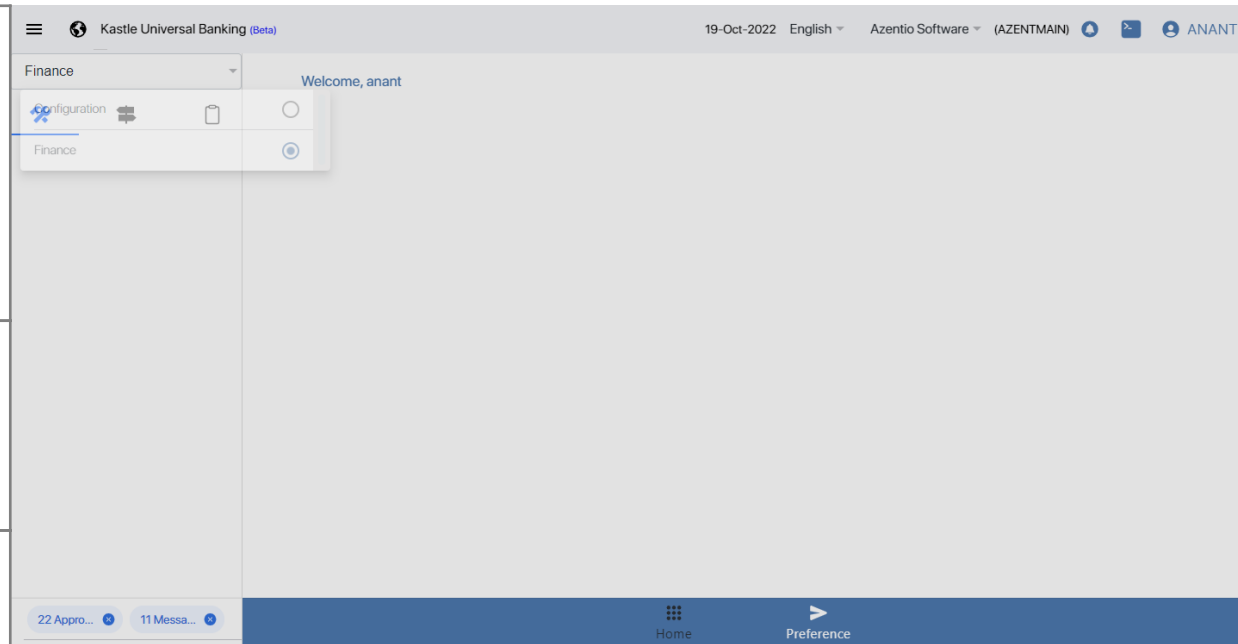 Kastle Universal Banking (Beta) 19-Oct-2022 English Azentio Software (AZENTMAIN) ANANT
Finance
Welcome, anant
Configuration
Finance
22 Appro... 11 Messa...
Home Preference